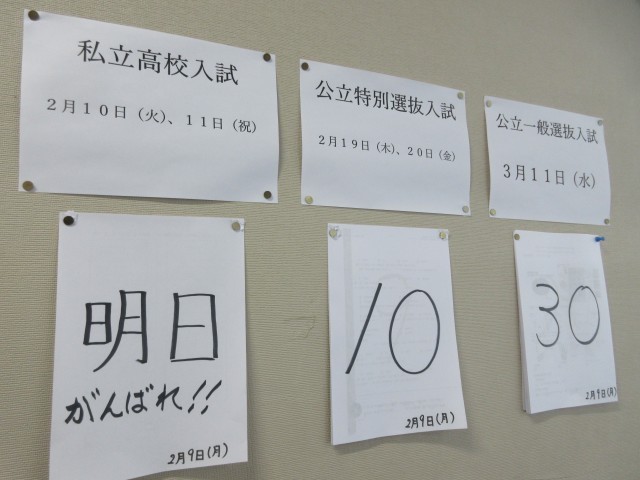 私立高校入試
2月10日（火）、11日（祝）
公立特別選抜入試
2月19日（木）、20日（金）
公立一般選抜入試
3月11日（水）
明日
がんばれ!!
2月9日(月)
10
2月9日(月)
30
2月9日(月)